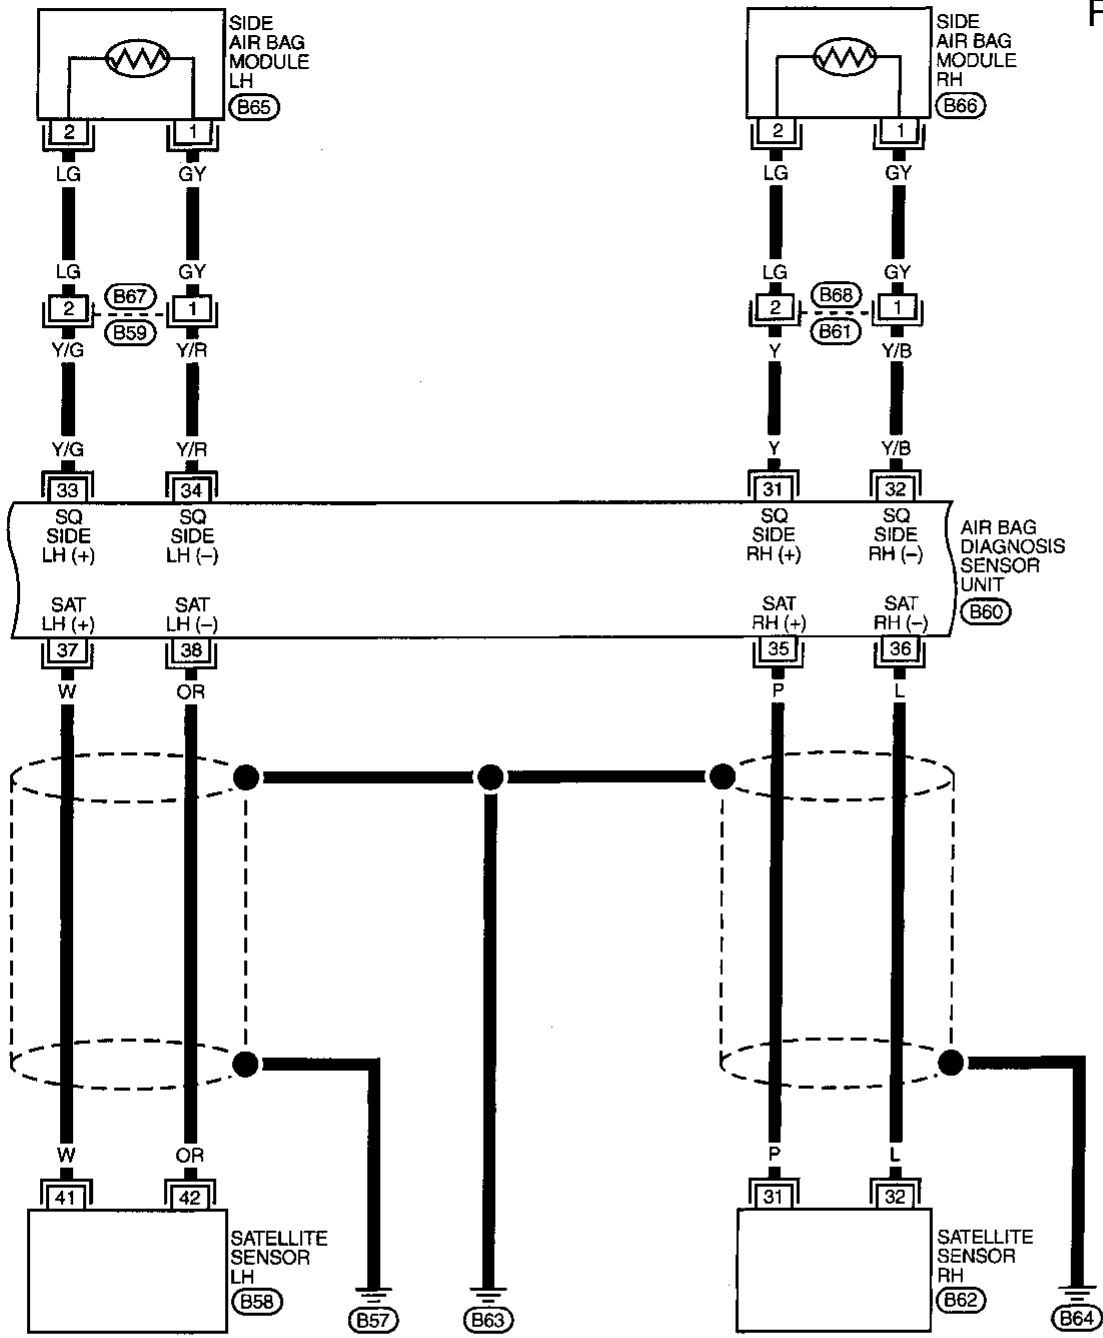 F
SIDE
AIR BAG
MODULE
LH
B65
SIDE
AIR BAG
MODULE
RH
B66
2 1 2 1
LG GY LG GY
LG GY LG GY
2 B67 1 2 B68 1
B59 B61
Y/G Y/R Y Y/B
Y/G Y/R Y Y/B
33 34 31 32
SQ SIDE LH (+)
SQ SIDE LH (–)
SQ SIDE RH (+)
SQ SIDE RH (–)
AIR BAG
DIAGNOSIS
SENSOR
UNIT
B60
SAT LH (+)
SAT LH (–)
SAT RH (+)
SAT RH (–)
37 38 35 36
W OR P L
W OR P L
41 42 31 32
SATELLITE
SENSOR
LH
B58
B57
B63
SATELLITE
SENSOR
RH
B62
B64